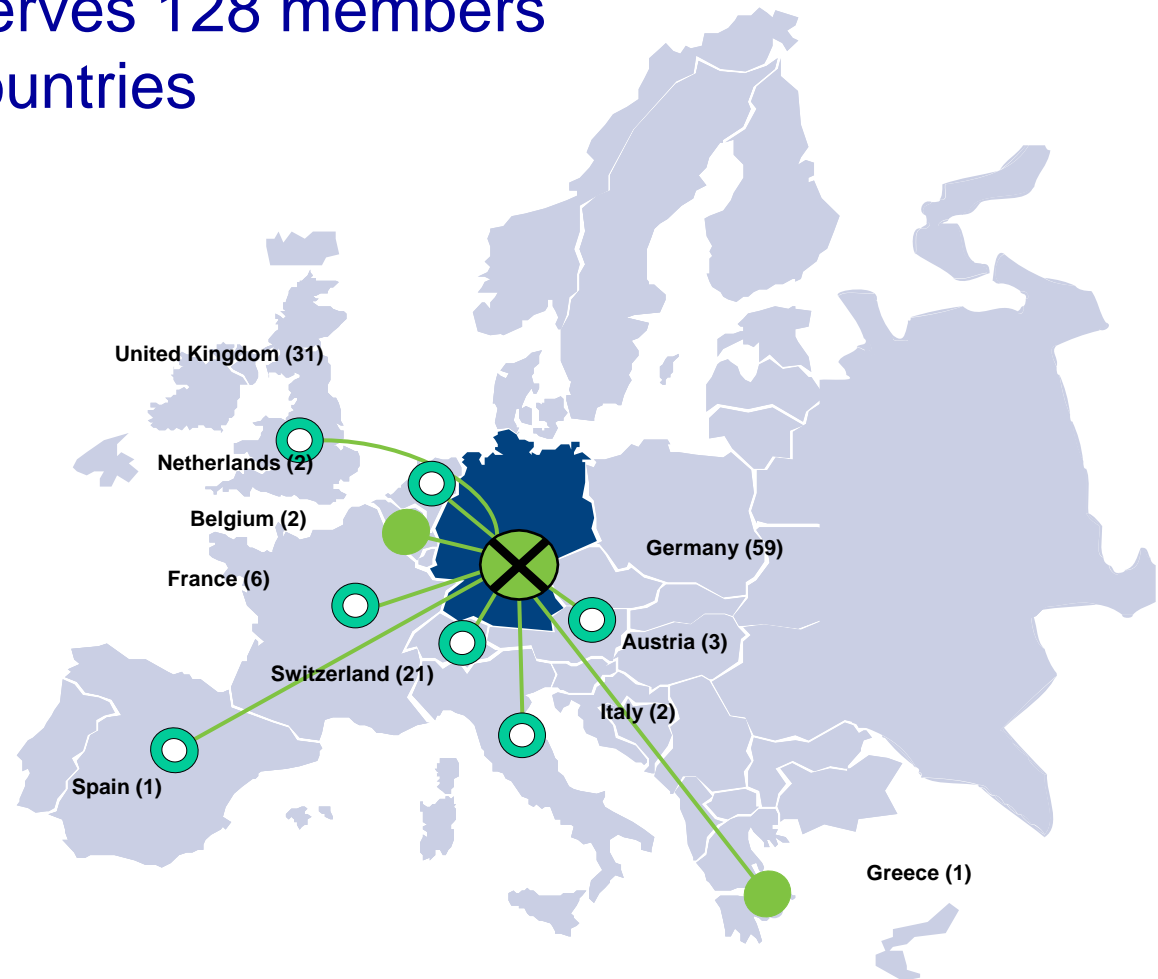 erves 128 members
ountries
United Kingdom (31)
Netherlands (2)
Belgium (2)
Germany (59)
France (6)
Austria (3)
Switzerland (21)
Italy (2)
Spain (1)
Greece (1)